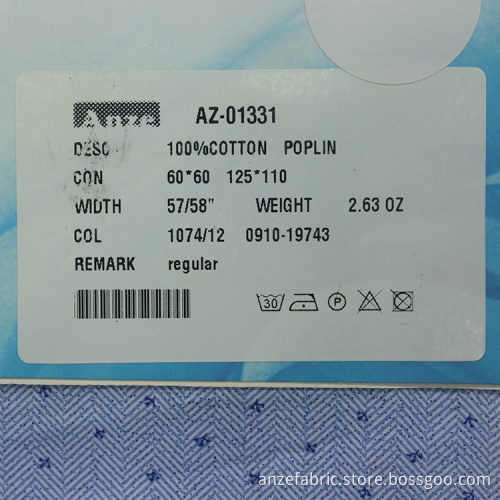 Anze AZ-01331
DESC 100%COTTON POPLIN
CON 60*60 125*110
WIDTH 57/58" WEIGHT 2.63 OZ
COL 1074/12 0910-19743
REMARK regular
30 P
anzefabric.store.bossgoo.com